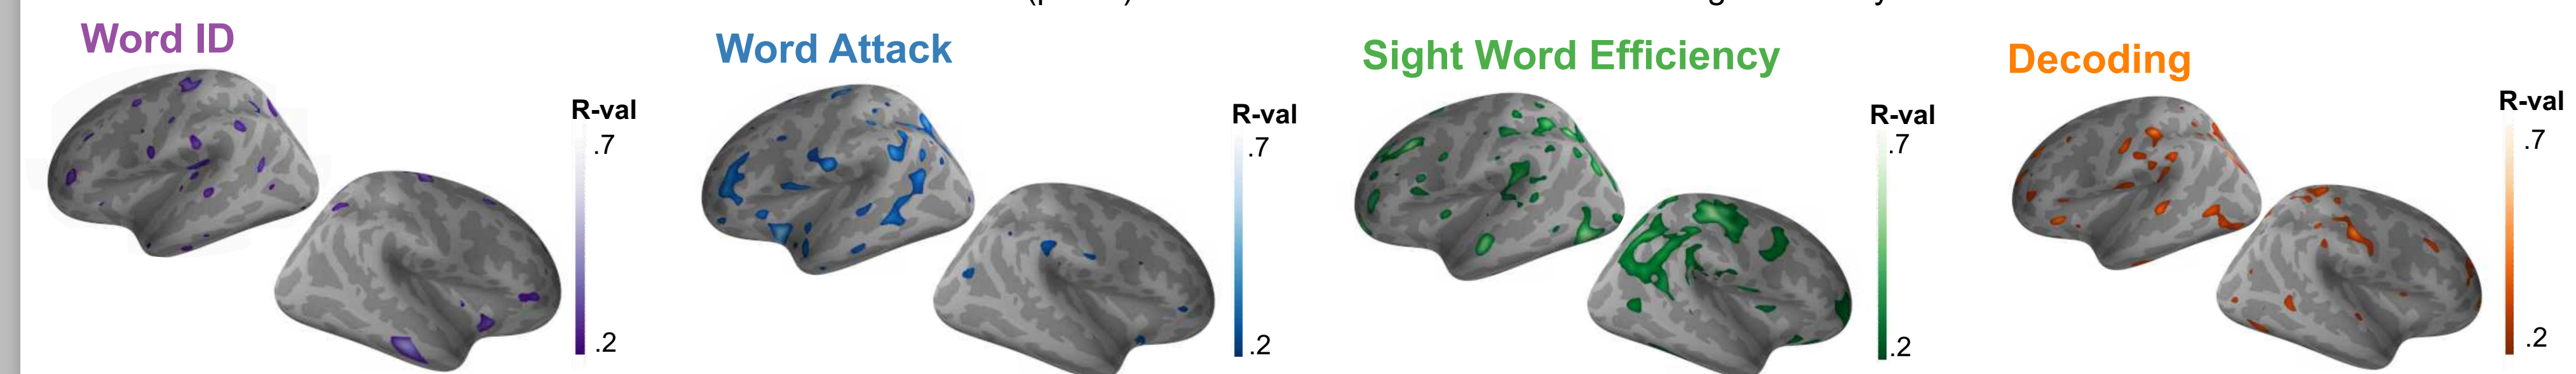 Word ID
R-val
.7
.2
Word Attack
R-val
.7
.2
Sight Word Efficiency
R-val
.7
.2
Decoding
R-val
.7
.2